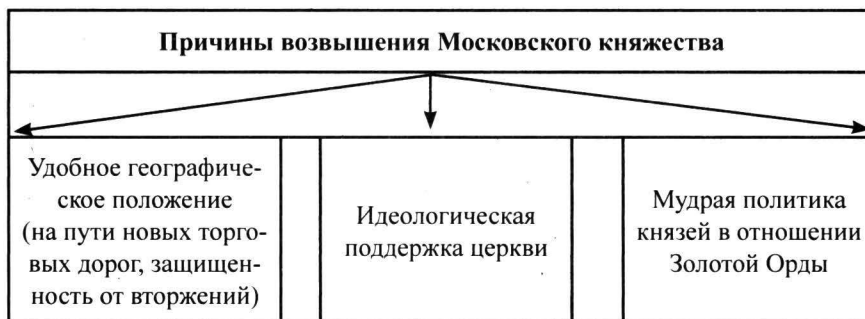 Причины возвышения Московского княжества
Удобное географиче-
ское положение
(на пути новых торго-
вых дорог, защищен-
ность от вторжений)
Идеологическая
поддержка церкви
Мудрая политика
князей в отношении
Золотой Орды